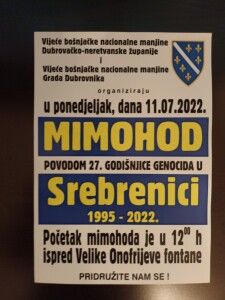 Vijeće bošnjačke nacionalne manjine
Dubrovačko-neretvanske županije
i
Vijeće bošnjačke nacionalne manjine
Grada Dubrovnika
organiziraju
u ponedjeljak, dana 11.07.2022.
MIMOHOD
POVODOM 27. GODIŠNJICE GENOCIDA U
Srebrenici
1995 - 2022.
Početak mimohoda je u 12⁰⁰ h
ispred Velike Onofrijeve fontane
PRIDRUŽITE NAM SE !